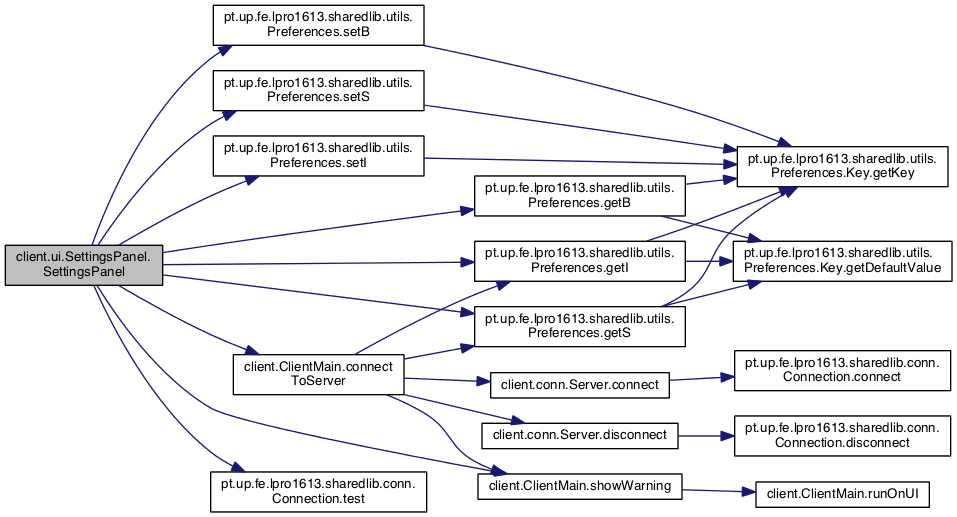 pt.up.fe.lpro1613.sharedlib.utils.
Preferences.setB
pt.up.fe.lpro1613.sharedlib.utils.
Preferences.setS
pt.up.fe.lpro1613.sharedlib.utils.
Preferences.setI
pt.up.fe.lpro1613.sharedlib.utils.
Preferences.Key.getKey
pt.up.fe.lpro1613.sharedlib.utils.
Preferences.getB
client.ui.SettingsPanel.
SettingsPanel
pt.up.fe.lpro1613.sharedlib.utils.
Preferences.getI
pt.up.fe.lpro1613.sharedlib.utils.
Preferences.Key.getDefaultValue
pt.up.fe.lpro1613.sharedlib.utils.
Preferences.getS
client.ClientMain.connect
ToServer
client.conn.Server.connect
pt.up.fe.lpro1613.sharedlib.conn.
Connection.connect
client.conn.Server.disconnect
pt.up.fe.lpro1613.sharedlib.conn.
Connection.disconnect
pt.up.fe.lpro1613.sharedlib.conn.
Connection.test
client.ClientMain.showWarning
client.ClientMain.runOnUI